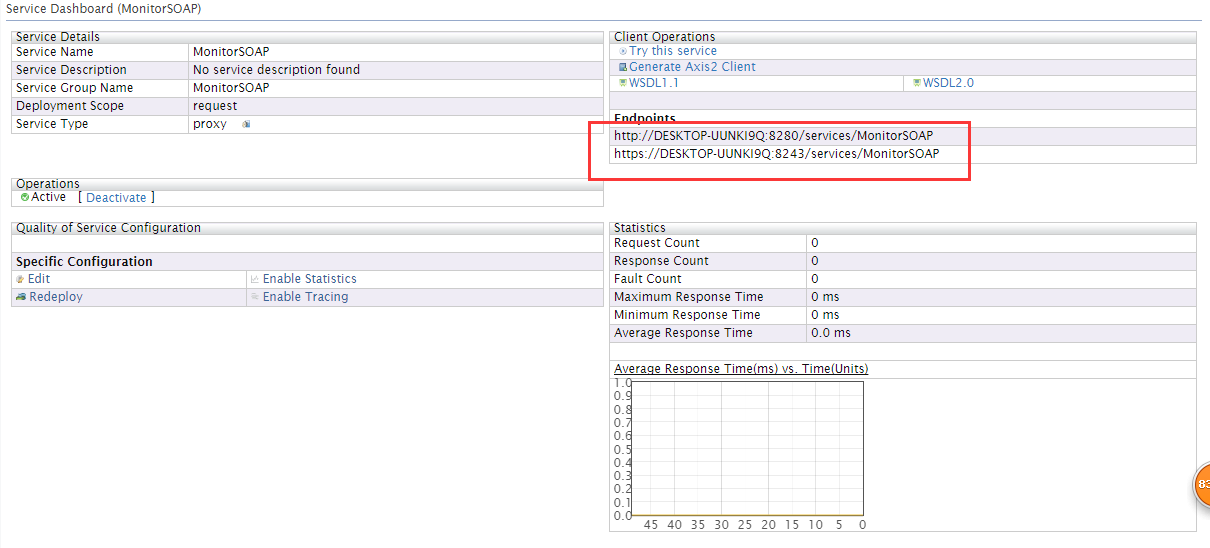 Service Dashboard (MonitorSOAP)
Service Details
Service Name MonitorSOAP
Service Description No service description found
Service Group Name MonitorSOAP
Deployment Scope request
Service Type proxy
Client Operations
Try this service
Generate Axis2 Client
WSDL1.1 WSDL2.0
Endpoints
http://DESKTOP-UUNKI9Q:8280/services/MonitorSOAP
https://DESKTOP-UUNKI9Q:8243/services/MonitorSOAP
Operations
Active [ Deactivate ]
Quality of Service Configuration
Specific Configuration
Edit Enable Statistics
Redeploy Enable Tracing
Statistics
Request Count 0
Response Count 0
Fault Count 0
Maximum Response Time 0 ms
Minimum Response Time 0 ms
Average Response Time 0.0 ms
Average Response Time(ms) vs. Time(Units)
1.0
0.9
0.8
0.7
0.6
0.5
0.4
0.3
0.2
0.1
0.0
45 40 35 30 25 20 15 10 5 0